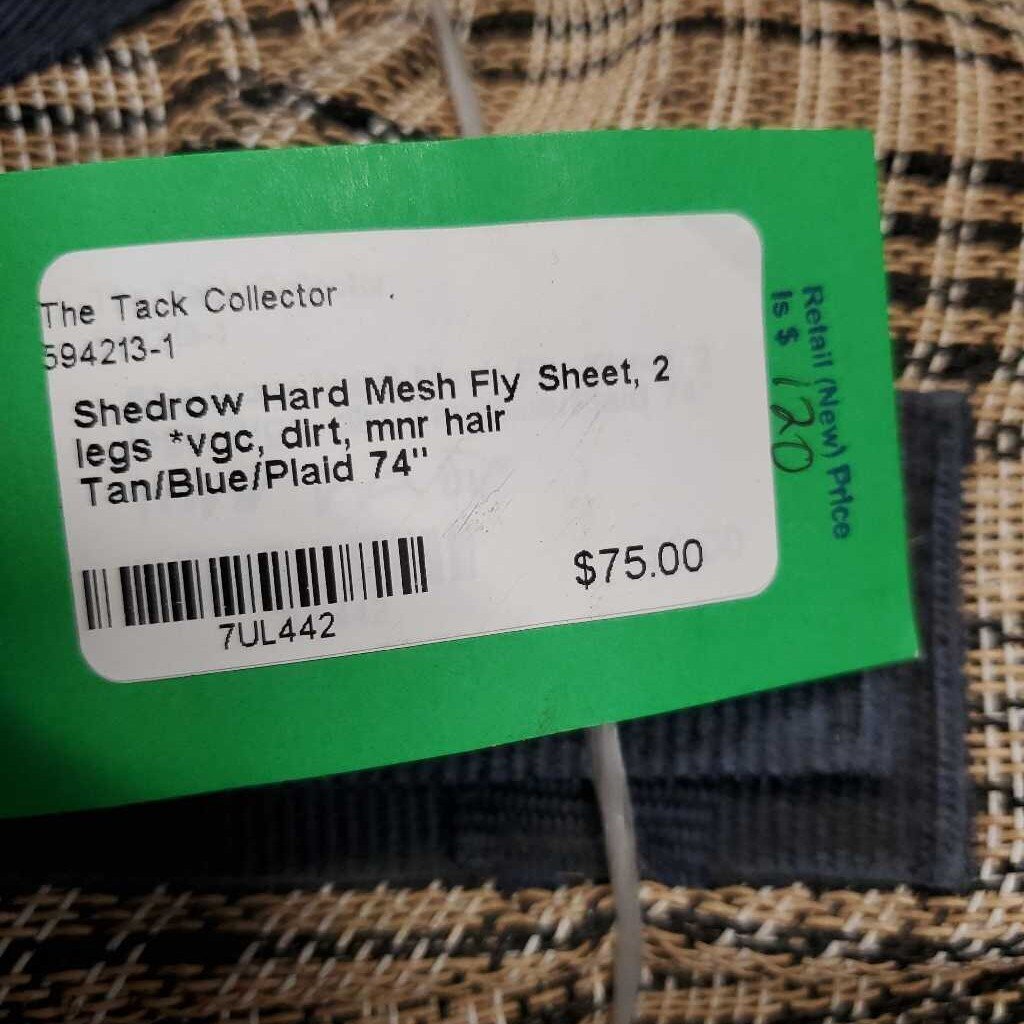 The Tack Collector
594213-1
Shedrow Hard Mesh Fly Sheet, 2
legs *vgc, dirt, mnr hair
Tan/Blue/Plaid 74"
$75.00
7UL442
Retail (New) Price
Is $ 120